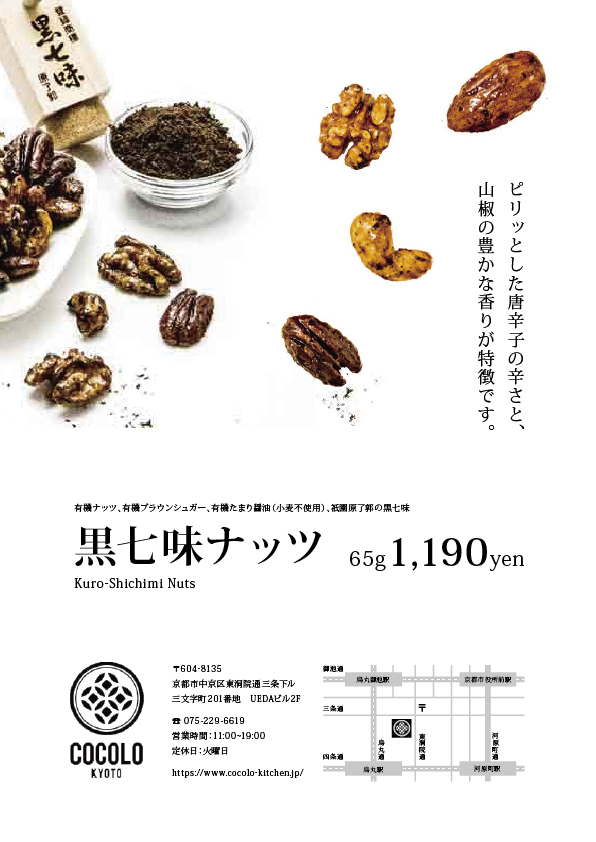 登録商標
黒七味
原了郭
ピリッとした唐辛子の辛さと、
山椒の豊かな香りが特徴です。
有機ナッツ、有機ブラウンシュガー、有機たまり醤油（小麦不使用）、祇園原了郭の黒七味
黒七味ナッツ 65g 1,190yen
Kuro-Shichimi Nuts
COCOLO
KYOTO
〒604-8135
京都市中京区東洞院通三条下ル
三文字町201番地 UEDAビル2F
☎ 075-229-6619
営業時間：11:00~19:00
定休日：火曜日
https://www.cocolo-kitchen.jp/
御池通
烏丸御池駅
京都市役所前駅
三条通
〒
烏丸通
東洞院通
河原町通
四条通
烏丸駅
河原町駅